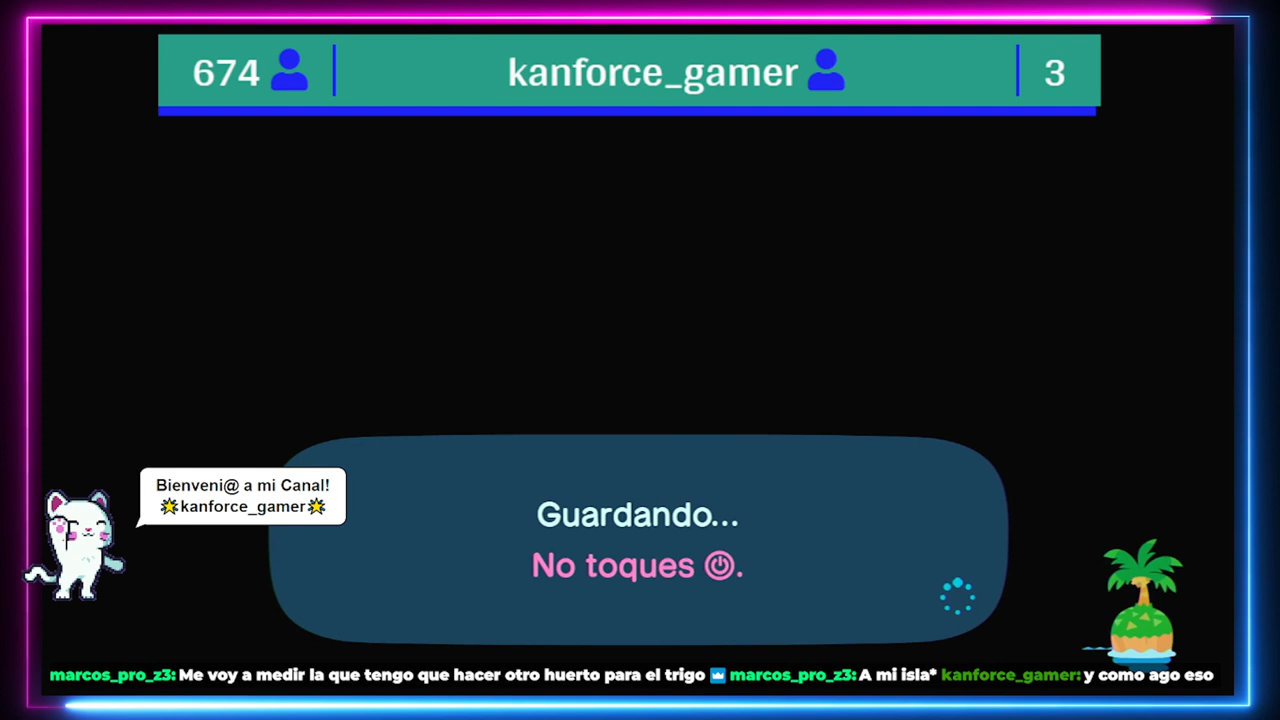 674 kanforce_gamer 3
Bienveni@ a mi Canal!
🌟kanforce_gamer🌟
Guardando...
No toques ⏻.
marcos_pro_z3: Me voy a medir la que tengo que hacer otro huerto para el trigo marcos_pro_z3: A mi isla* kanforce_gamer: y como ago eso